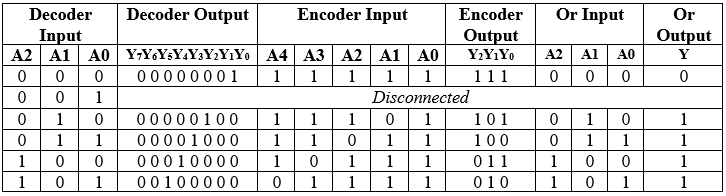 Decoder Input Decoder Output Encoder Input Encoder Output Or Input Or Output
A2 A1 A0 Y₇Y₆Y₅Y₄Y₃Y₂Y₁Y₀ A4 A3 A2 A1 A0 Y₂Y₁Y₀ A2 A1 A0 Y
0 0 0 0 0 0 0 0 0 0 1 1 1 1 1 1 1 1 1 0 0 0 0
0 0 1 Disconnected
0 1 0 0 0 0 0 0 1 0 0 1 1 1 0 1 1 0 1 0 1 0 1
0 1 1 0 0 0 0 1 0 0 0 1 1 0 1 1 1 0 0 0 1 1 1
1 0 0 0 0 0 1 0 0 0 0 1 0 1 1 1 0 1 1 1 0 0 1
1 0 1 0 0 1 0 0 0 0 0 0 1 1 1 1 0 1 0 1 0 1 1